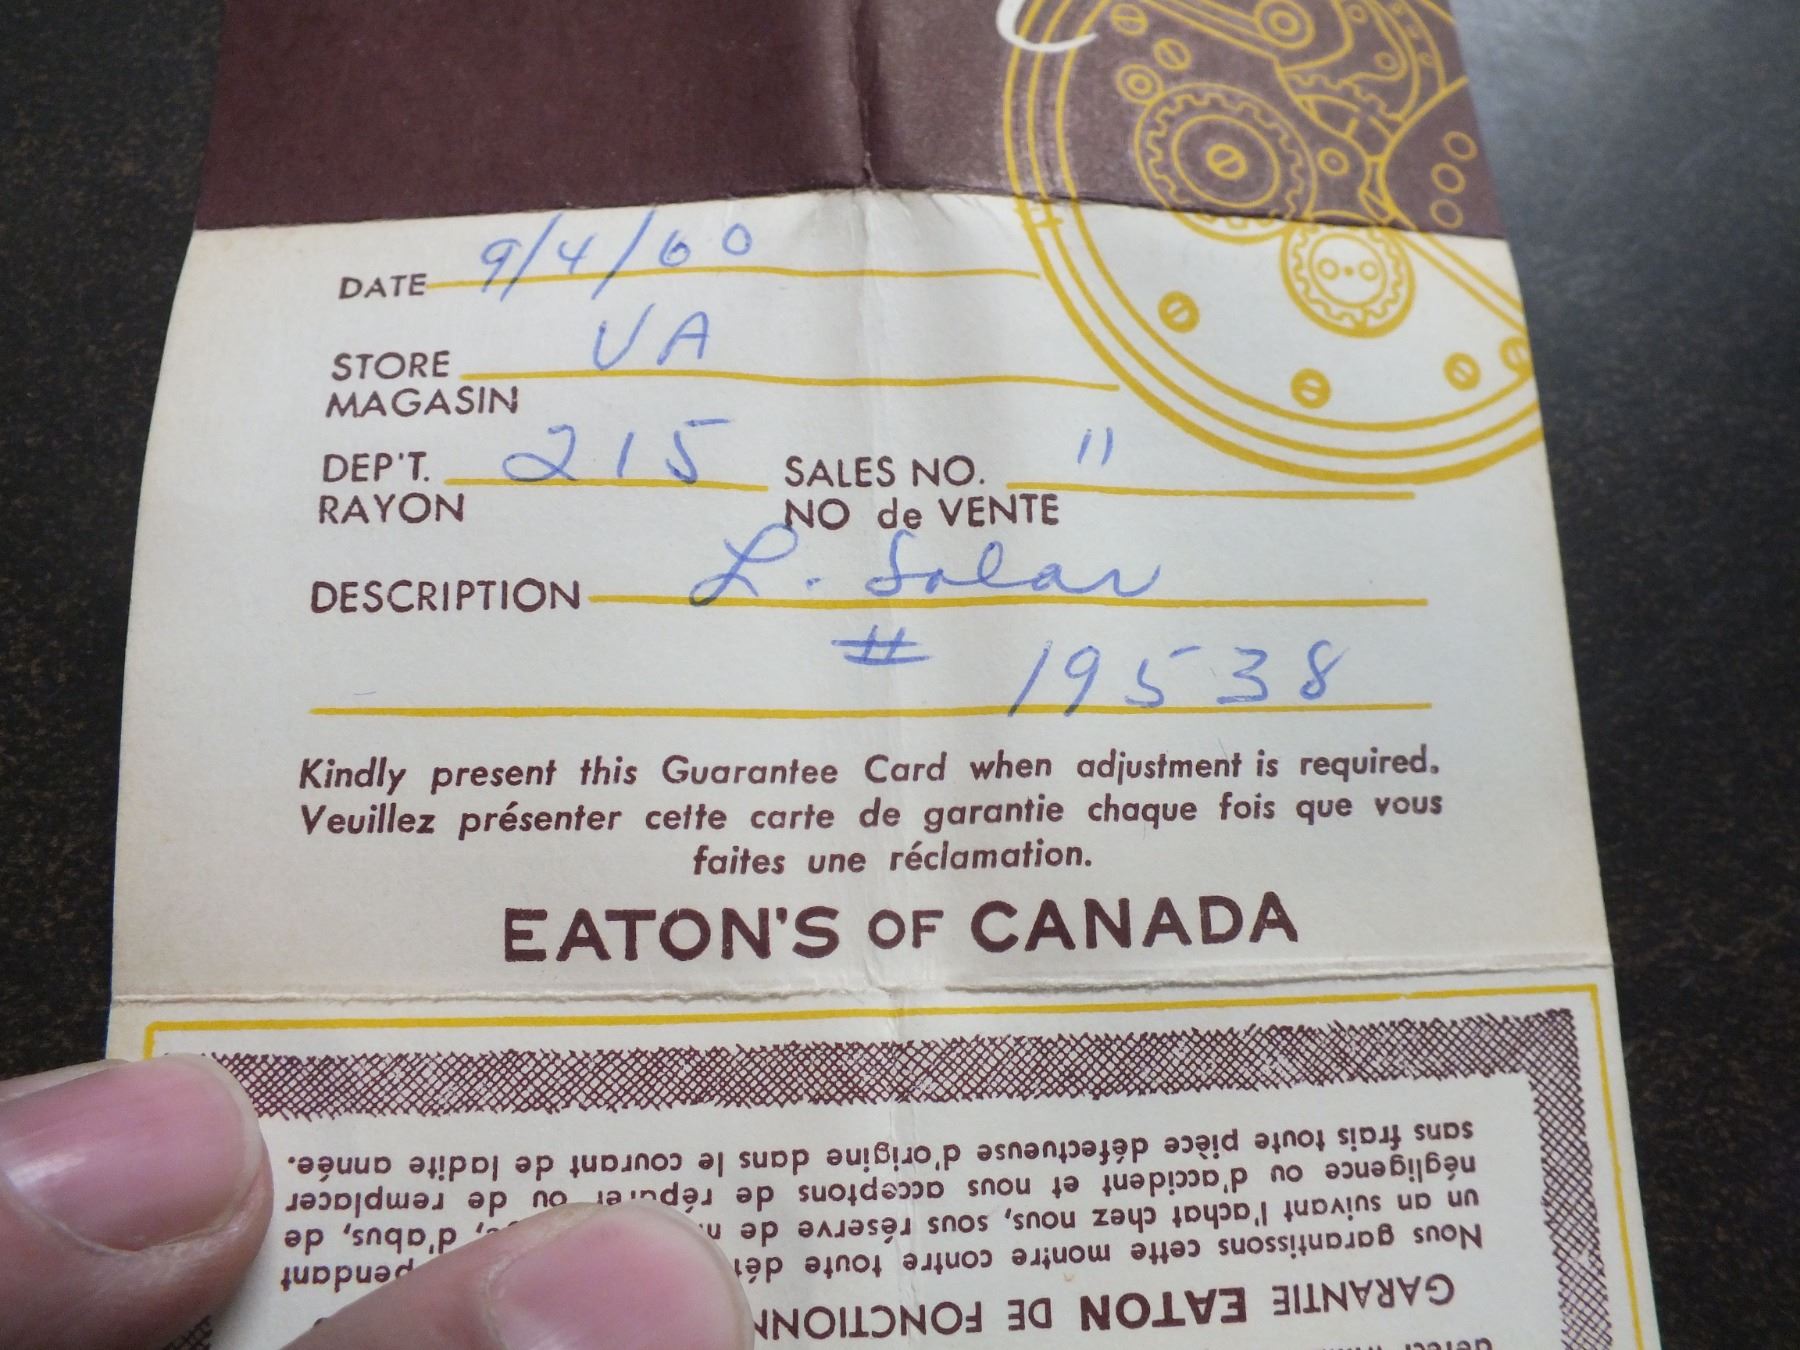 DATE 9/4/60
STORE VA
MAGASIN
DEP'T. 215 SALES NO. 11
RAYON NO de VENTE
DESCRIPTION L. Solar
# 19538
Kindly present this Guarantee Card when adjustment is required.
Veuillez présenter cette carte de garantie chaque fois que vous
faites une réclamation.
EATON'S OF CANADA
GARANTIE EATON DE
Nous garantissons cette montre contre toute
un an suivant l'achat chez nous, sous réserve de d'abus, de
négligence ou d'accident et nous acceptons de réparer ou de remplacer
sans frais toute pièce défectueuse d'origine dans le courant de ladite année.